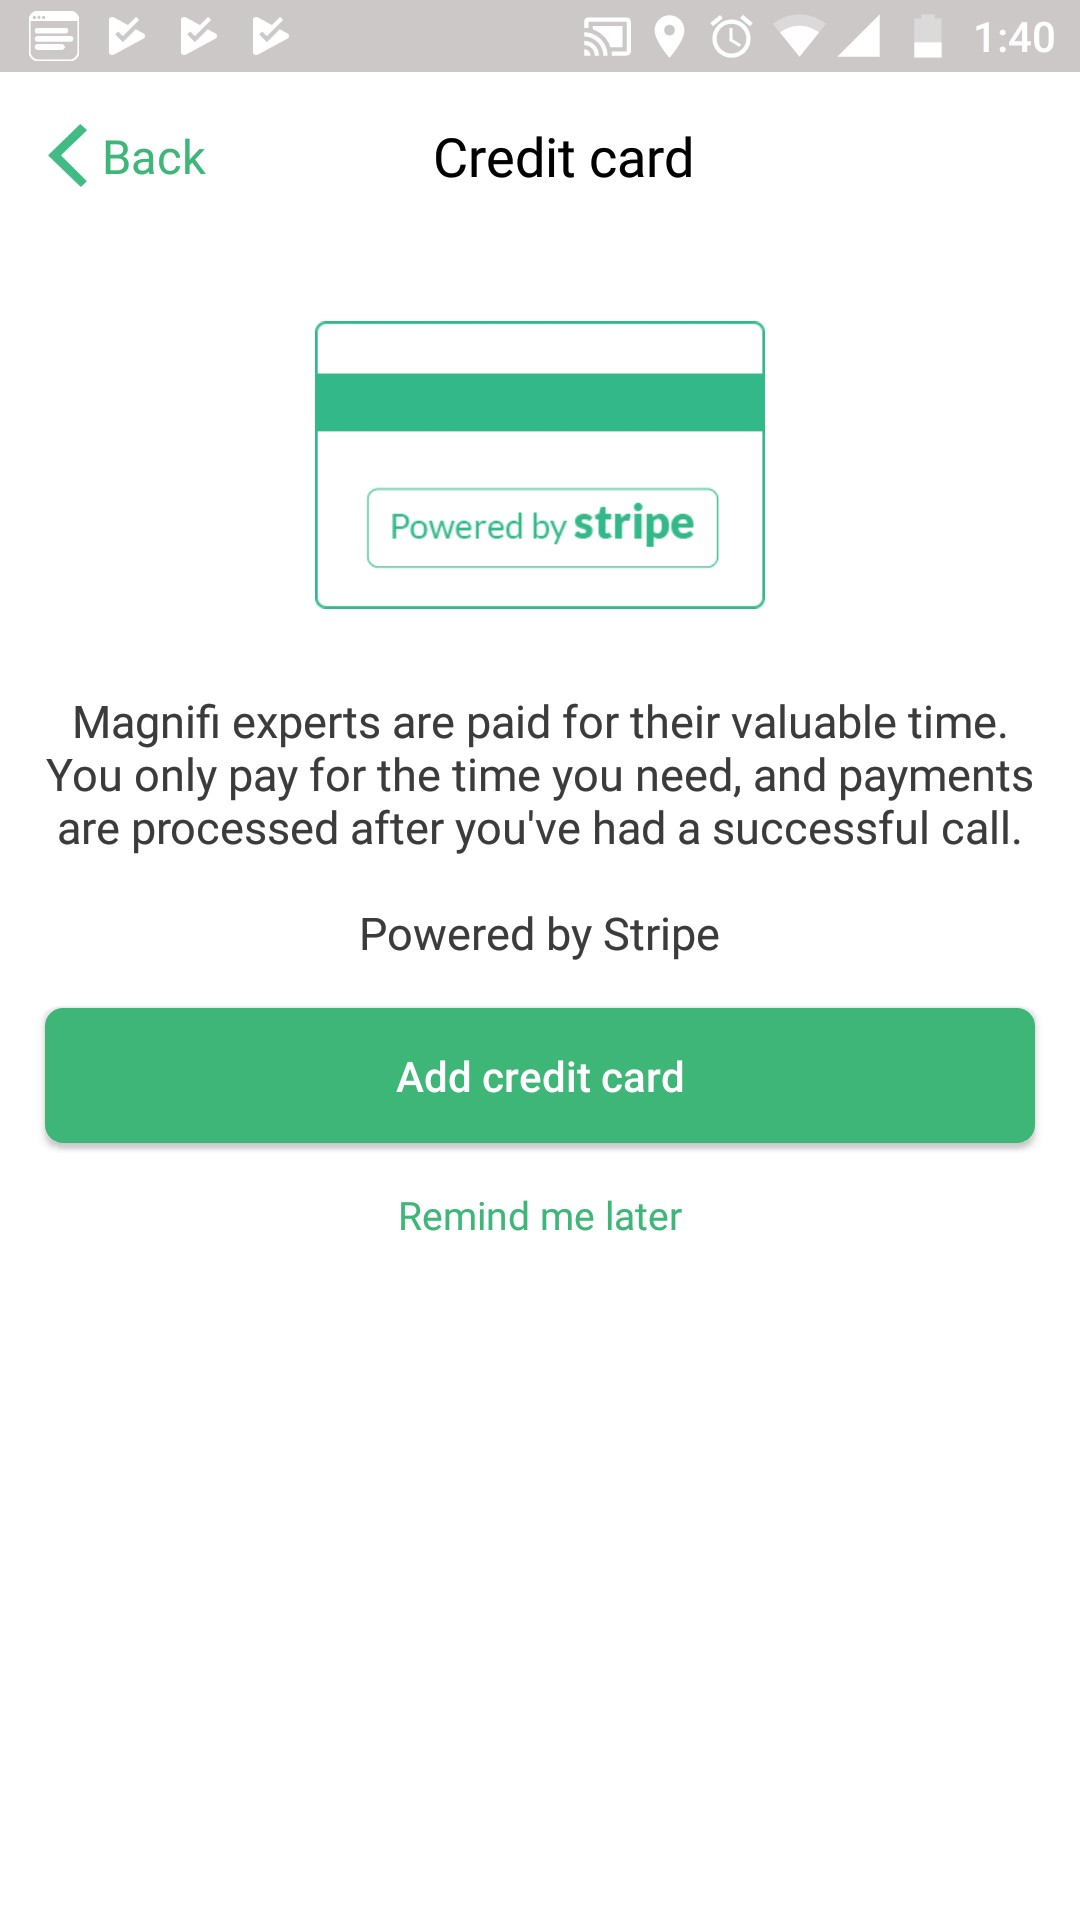 1:40
Back
Credit card
Powered by stripe
Magnifi experts are paid for their valuable time.
You only pay for the time you need, and payments
are processed after you've had a successful call.
Powered by Stripe
Add credit card
Remind me later